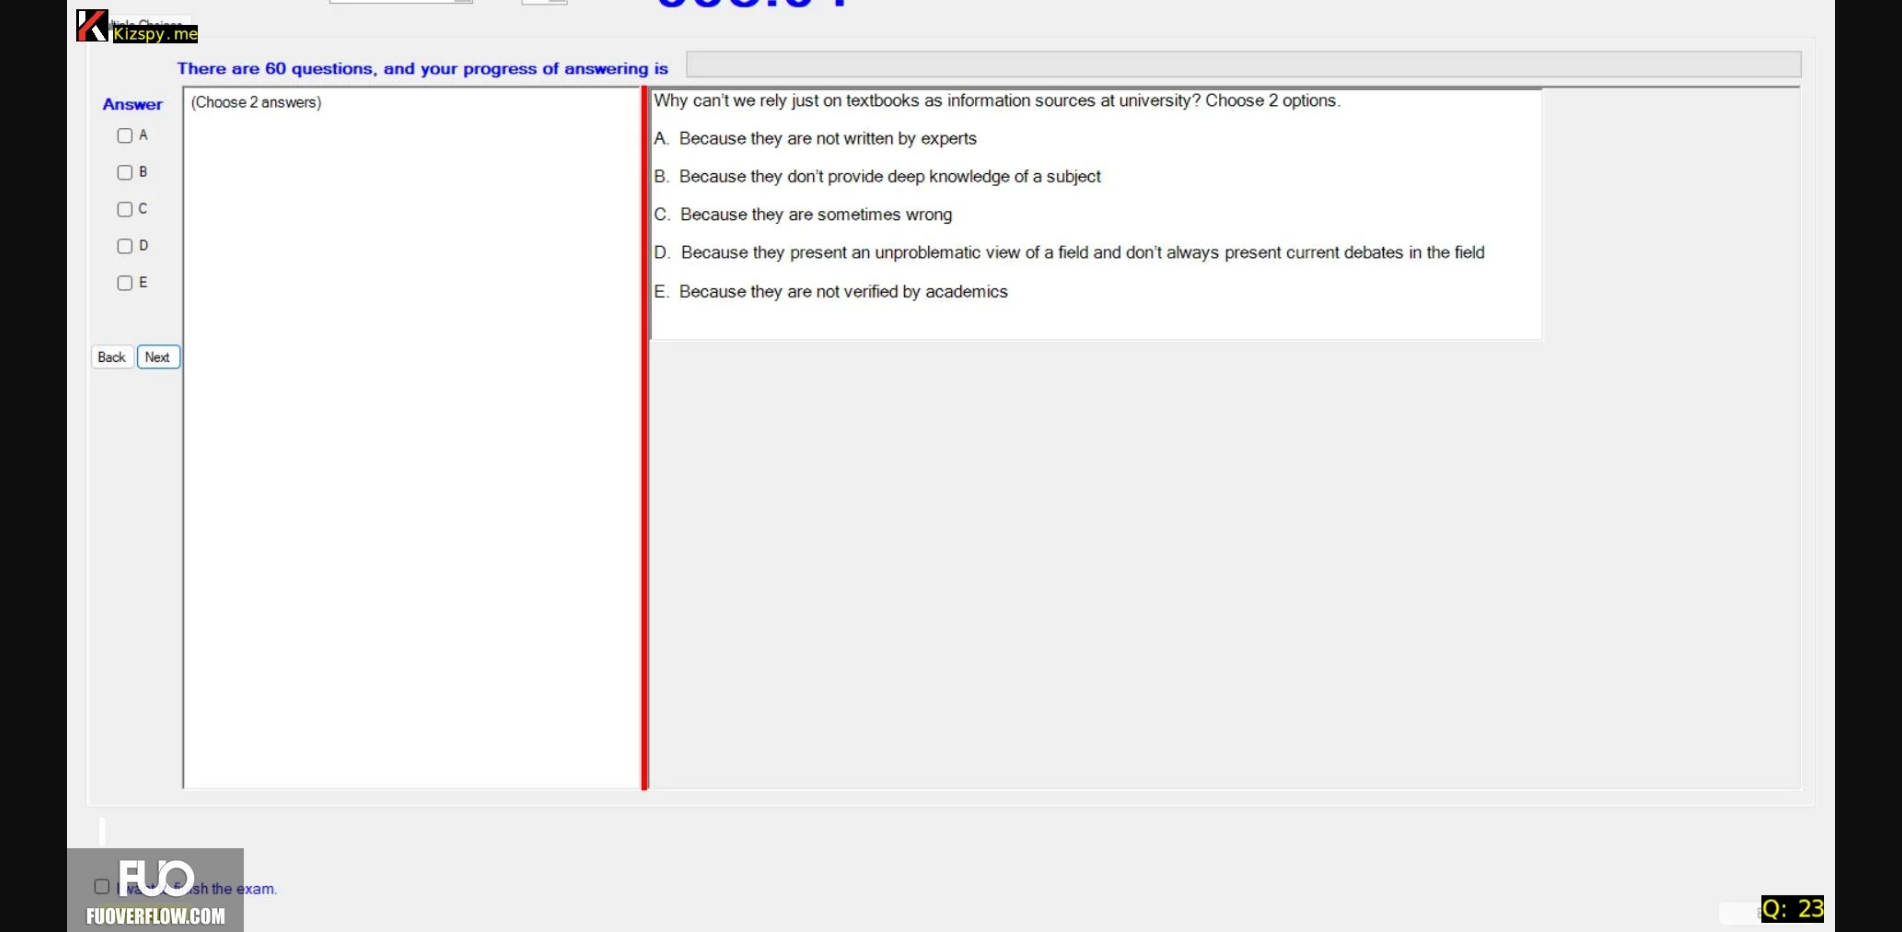 Kizspy.me
There are 60 questions, and your progress of answering is
Answer
A
B
C
D
E
Back Next
(Choose 2 answers)
Why can't we rely just on textbooks as information sources at university? Choose 2 options.
A. Because they are not written by experts
B. Because they don't provide deep knowledge of a subject
C. Because they are sometimes wrong
D. Because they present an unproblematic view of a field and don't always present current debates in the field
E. Because they are not verified by academics
FUO
the exam.
FUOVERFLOW.COM
Q: 23